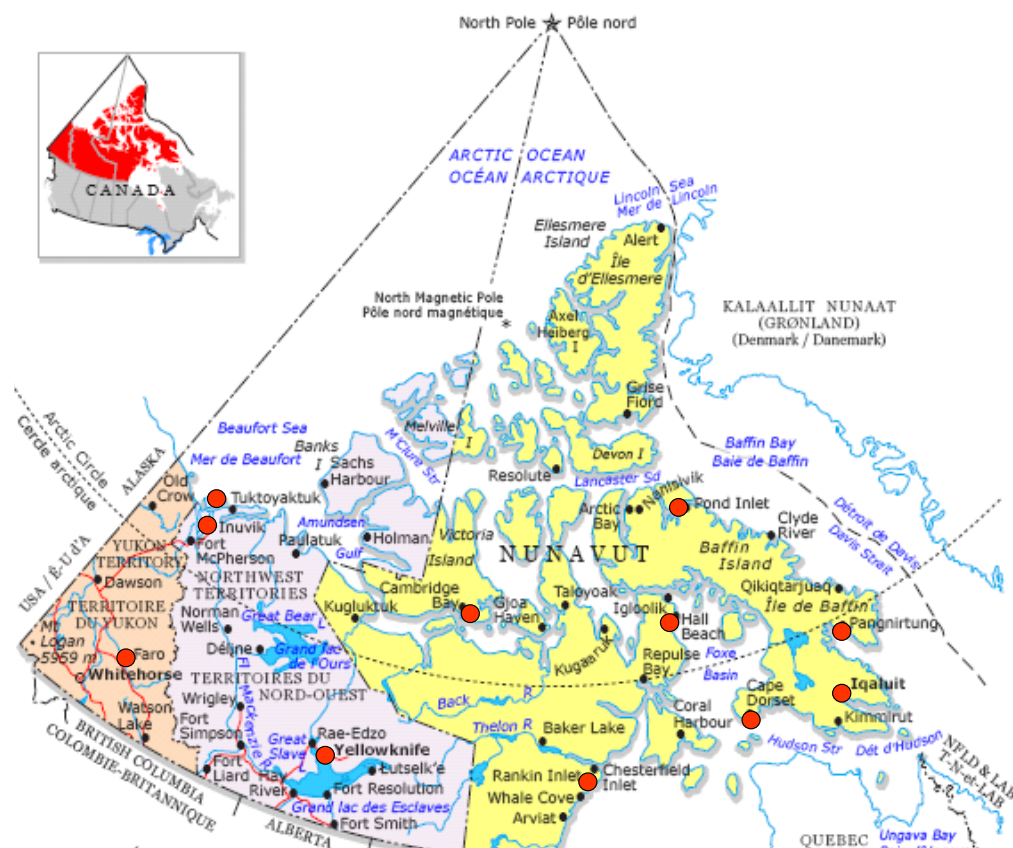 North Pole Pôle nord
CANADA
ARCTIC OCEAN
OCÉAN ARCTIQUE
Lincoln Sea
Mer de Lincoln
Ellesmere
Island
Alert
Île
d'Ellesmere
North Magnetic Pole
Pôle nord magnétique
*
Axel
Heiberg
I
KALAALLIT NUNAAT
(GRØNLAND)
(Denmark / Danemark)
Grise
Fiord
Arctic Circle
Cercle arctique
Beaufort Sea
Mer de Beaufort
Banks
I
Sachs
Harbour
M'Clure Str
Melville
I
Devon I
Resolute
Lancaster Sd
Baffin Bay
Baie de Baffin
ALASKA
Old
Crow
Tuktoyaktuk
Inuvik
Fort
McPherson
Amundsen
Gulf
Paulatuk
Holman
Victoria
Island
Arctic
Bay
Nanisivik
Pond Inlet
Clyde
River
Détroit de Davis
Davis Strait
NUNAVUT
Baffin
Island
USA / É-U d'A
YUKON
TERRITORY
Dawson
TERRITOIRE
DU YUKON
NORTHWEST
TERRITORIES
Norman
Wells
Great Bear L
Grand lac
de l'Ours
Déline
Kugluktuk
Cambridge
Bay
Gjoa
Haven
Taloyoak
Kugaaruk
Igloolik
Hall
Beach
Repulse
Bay
Foxe
Basin
Qikiqtarjuaq
Île de Baffin
Pangnirtung
Mt
Logan
5959 m
Faro
Whitehorse
Watson
Lake
TERRITOIRES DU
NORD-OUEST
Wrigley
Fl Mackenzie R
Fort
Simpson
Fort
Liard
Great
Slave L
Rae-Edzo
Yellowknife
Lutselk'e
Hay
River
Fort Resolution
Grand lac des Esclaves
Fort Smith
Back R
Thelon R
Baker Lake
Rankin Inlet
Chesterfield
Inlet
Whale Cove
Arviat
Coral
Harbour
Cape
Dorset
Iqaluit
Kimmirut
Hudson Str Dét d'Hudson
NFLD & LAB
T-N-et-LAB
BRITISH COLUMBIA
COLOMBIE-BRITANNIQUE
ALBERTA
QUEBEC
Ungava Bay